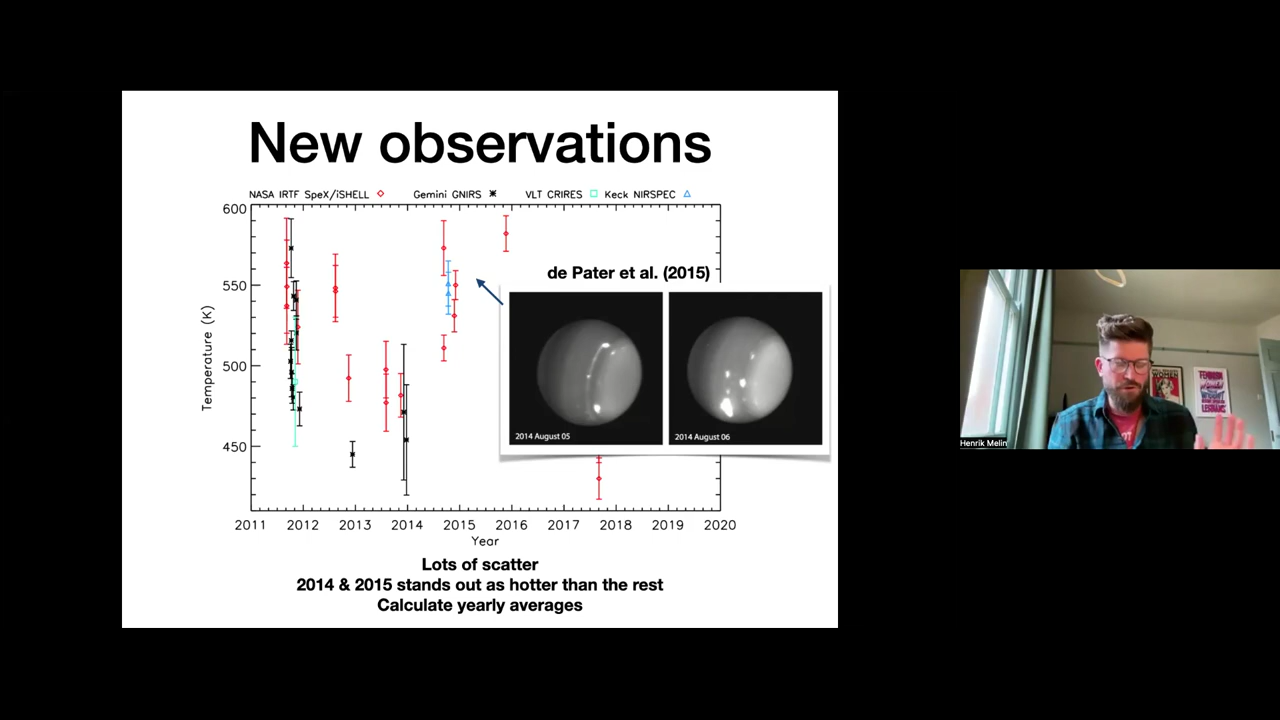 New observations
NASA IRTF SpeX/iSHELL Gemini GNIRS VLT CRIRES Keck NIRSPEC
600
550
500
450
Temperature (K)
de Pater et al. (2015)
2014 August 05
2014 August 06
2011 2012 2013 2014 2015 2016 2017 2018 2019 2020
Year
Lots of scatter
2014 & 2015 stands out as hotter than the rest
Calculate yearly averages
Henrik Melin
WOMEN